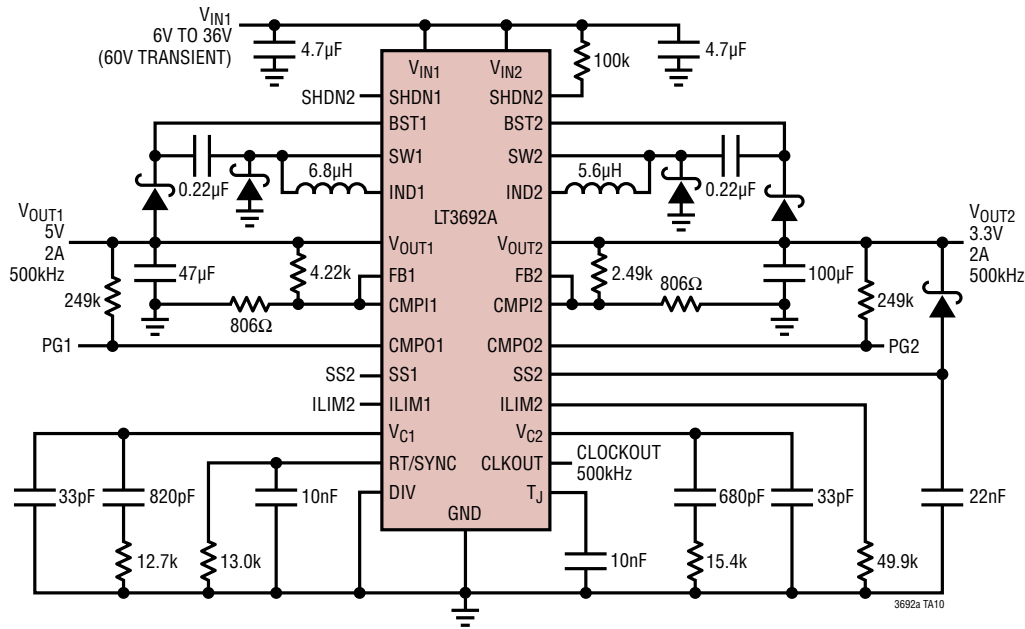 VIN1
6V TO 36V
(60V TRANSIENT)
4.7µF
4.7µF
100k
VIN1
VIN2
SHDN2
SHDN1
SHDN2
BST1
BST2
SW1
SW2
0.22µF
6.8µH
5.6µH
0.22µF
IND1
IND2
LT3692A
VOUT1
5V
2A
500kHz
VOUT2
3.3V
2A
500kHz
VOUT1
VOUT2
47µF
4.22k
FB1
FB2
2.49k
806Ω
100µF
249k
806Ω
CMPI1
CMPI2
249k
PG1
CMPO1
CMPO2
PG2
SS2
SS1
SS2
ILIM2
ILIM1
ILIM2
VC1
VC2
RT/SYNC
CLKOUT
CLOCKOUT
500kHz
33pF
820pF
10nF
DIV
TJ
680pF
33pF
22nF
GND
12.7k
13.0k
10nF
15.4k
49.9k
3692a TA10